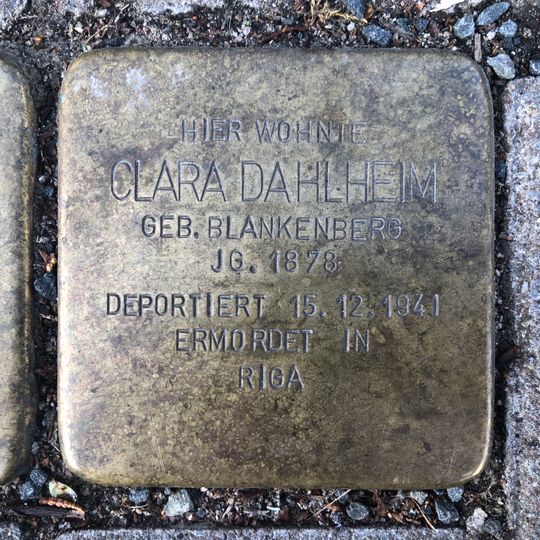 HIER WOHNTE
CLARA DAHLHEIM
GEB. BLANKENBERG
JG. 1878
DEPORTIERT 15.12.1941
ERMORDET IN
RIGA